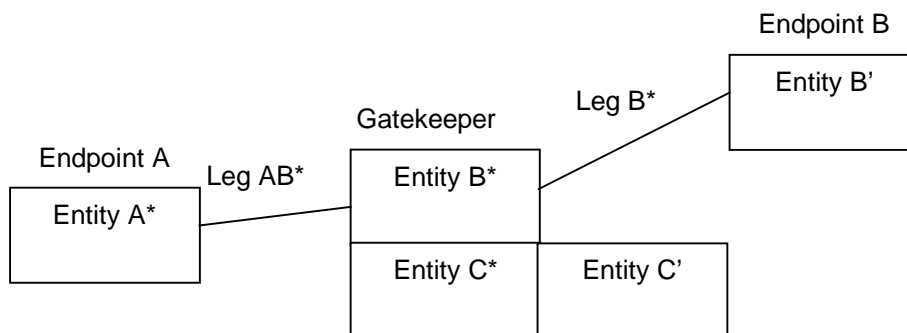 Endpoint B
Entity B’
Leg B*
Gatekeeper
Endpoint A
Leg AB*
Entity B*
Entity A*
Entity C*
Entity C’